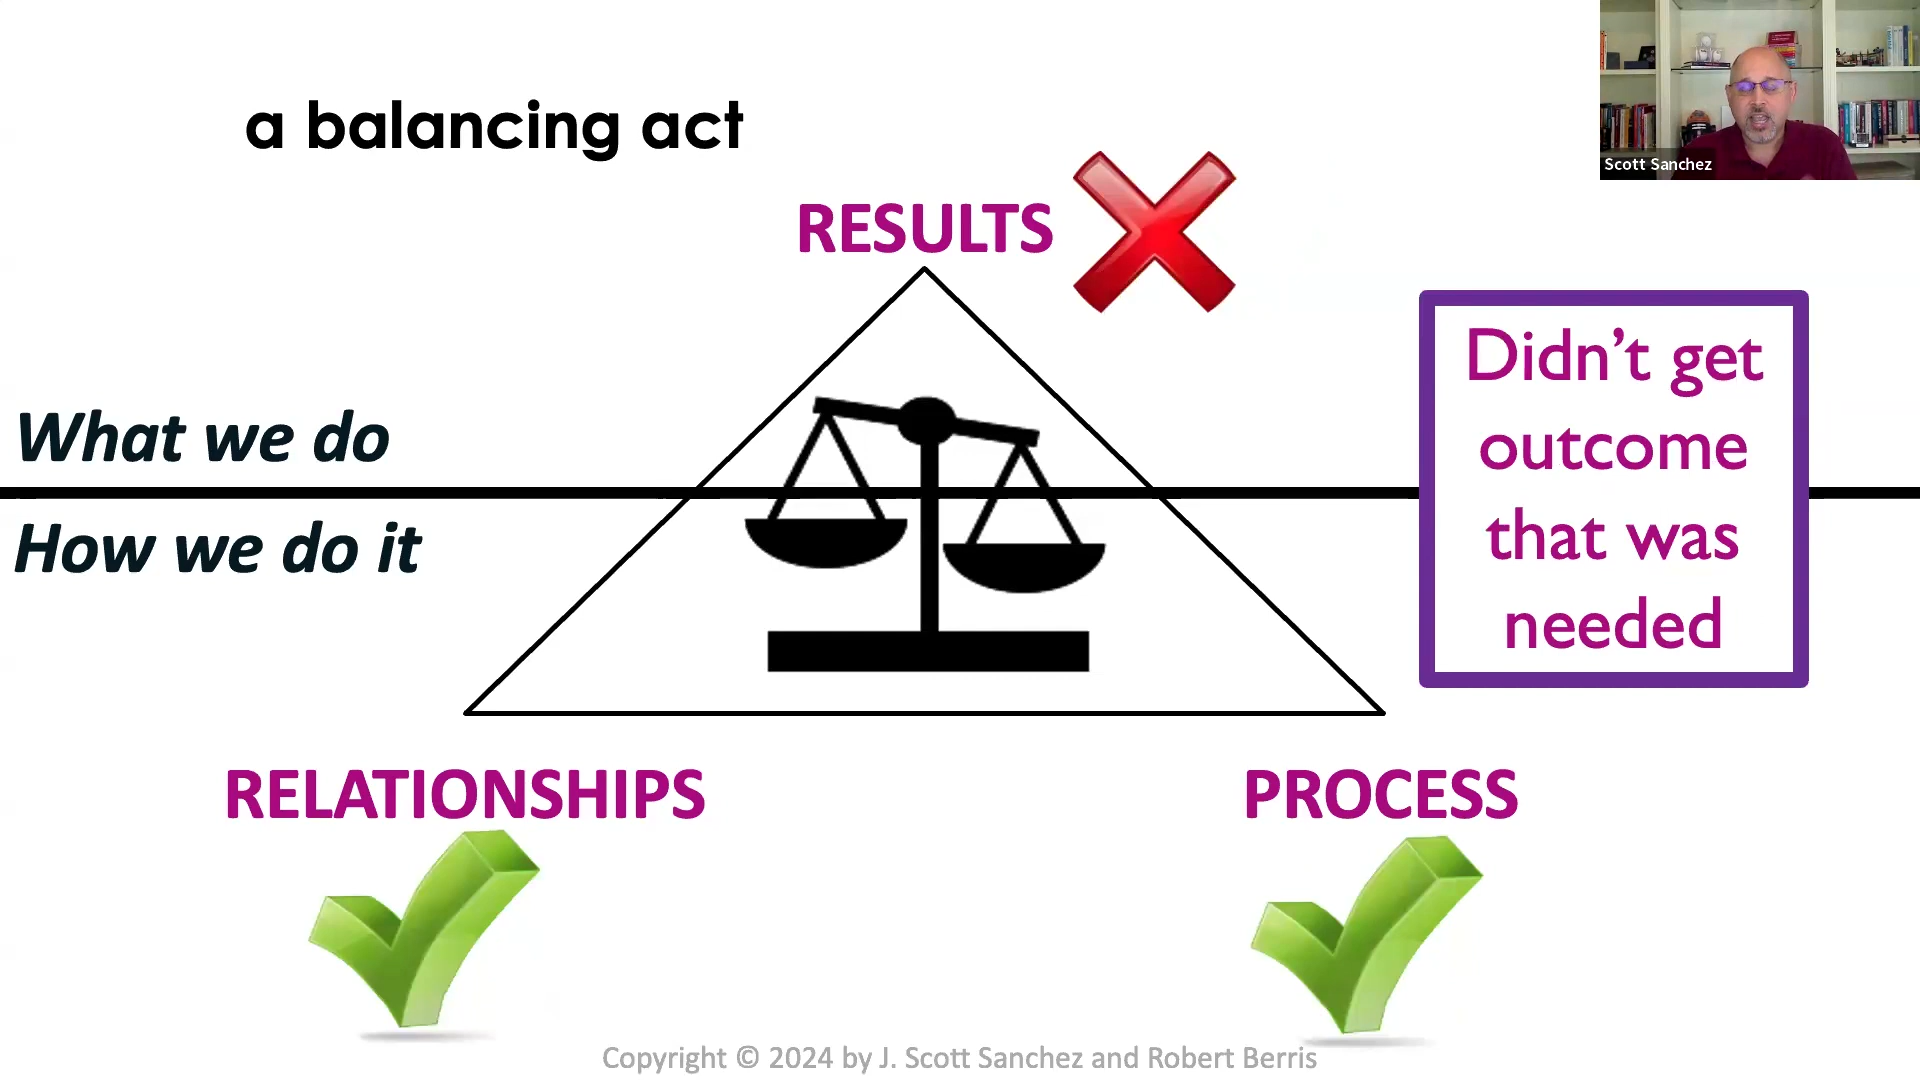 a balancing act
Scott Sanchez
RESULTS
What we do
How we do it
Didn’t get
outcome
that was
needed
RELATIONSHIPS
PROCESS
Copyright © 2024 by J. Scott Sanchez and Robert Berris